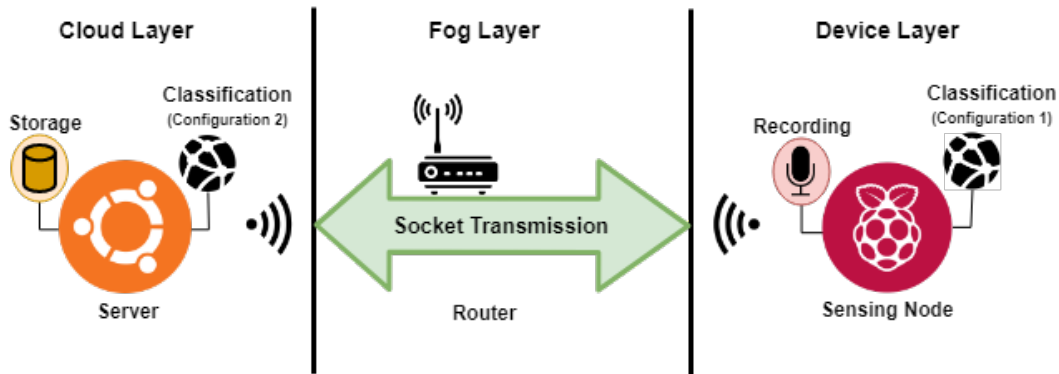 Cloud Layer
Fog Layer
Device Layer
Classification
(Configuration 2)
Storage
Server
Socket Transmission
Router
Classification
(Configuration 1)
Recording
Sensing Node